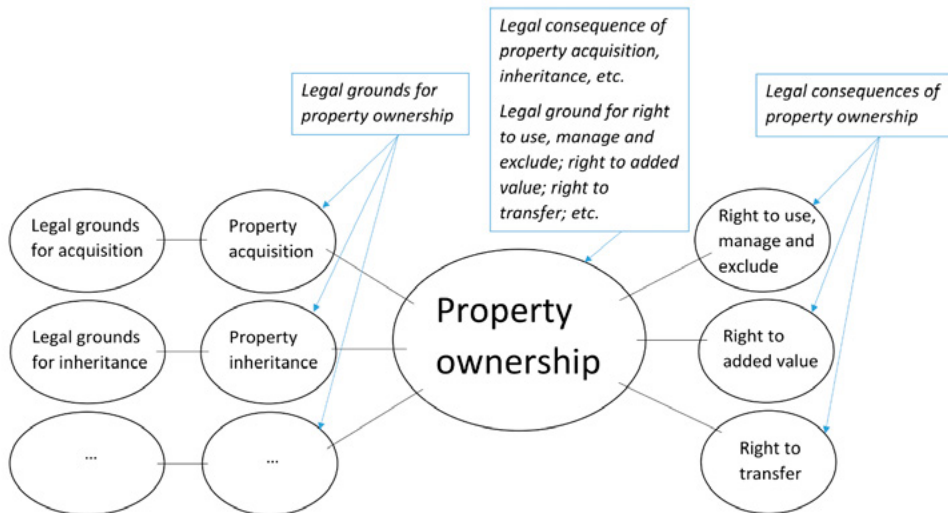 Legal consequence of
property acquisition,
inheritance, etc.
Legal ground for right
to use, manage and
exclude; right to added
value; right to
transfer; etc.
Legal grounds for
property ownership
Legal consequences of
property ownership
Legal grounds
for acquisition
Property
acquisition
Right to use,
manage and
exclude
Property
ownership
Legal grounds
for inheritance
Property
inheritance
Right to
added value
...
...
Right to
transfer